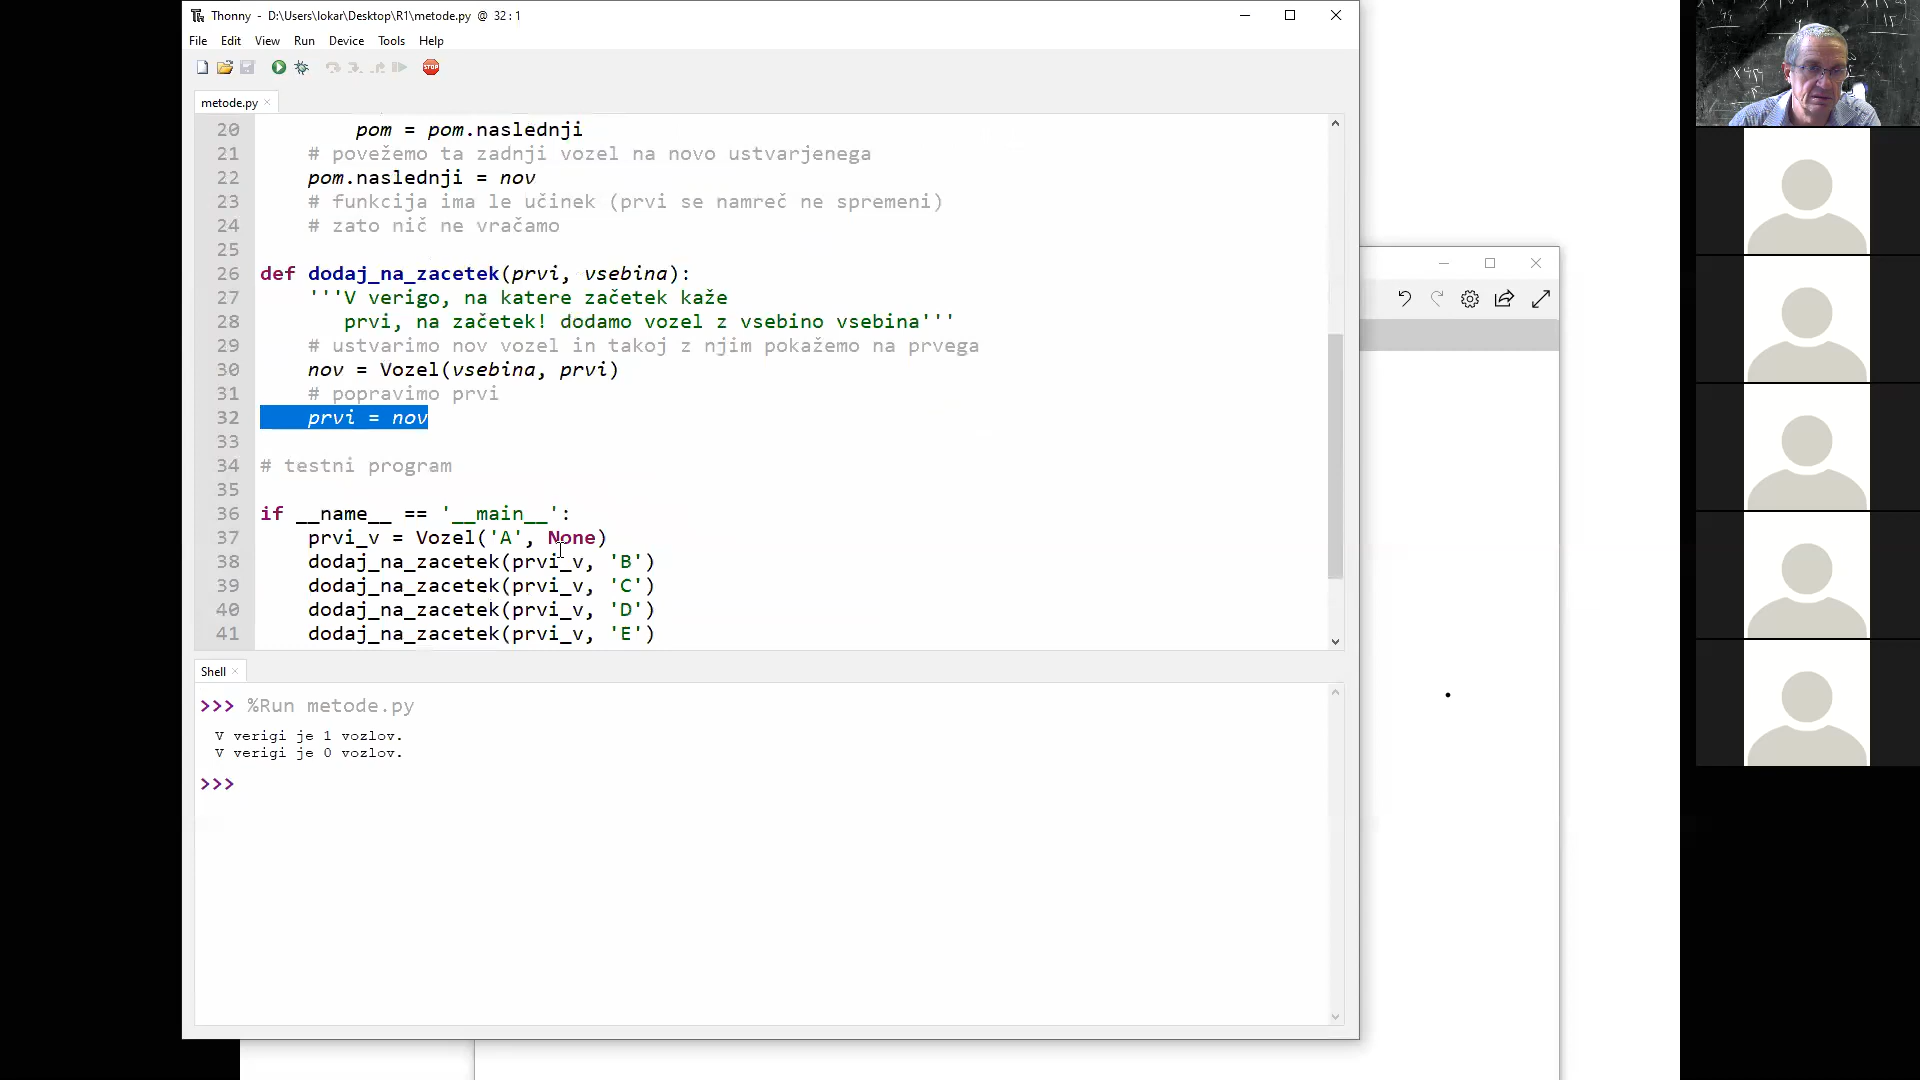 Thonny - D:\Users\lokar\Desktop\R1\metode.py @ 32 : 1
File Edit View Run Device Tools Help
STOP
metode.py
20 pom = pom.naslednji
21 # povežemo ta zadnji vozel na novo ustvarjenega
22 pom.naslednji = nov
23 # funkcija ima le učinek (prvi se namreč ne spremeni)
24 # zato nič ne vračamo
25
26 def dodaj_na_zacetek(prvi, vsebina):
27 '''V verigo, na katere začetek kaže
28 prvi, na začetek! dodamo vozel z vsebino vsebina'''
29 # ustvarimo nov vozel in takoj z njim pokažemo na prvega
30 nov = Vozel(vsebina, prvi)
31 # popravimo prvi
32 prvi = nov
33
34 # testni program
35
36 if __name__ == '__main__':
37 prvi_v = Vozel('A', None)
38 dodaj_na_zacetek(prvi_v, 'B')
39 dodaj_na_zacetek(prvi_v, 'C')
40 dodaj_na_zacetek(prvi_v, 'D')
41 dodaj_na_zacetek(prvi_v, 'E')
Shell
>>> %Run metode.py
V verigi je 1 vozlov.
V verigi je 0 vozlov.
>>>